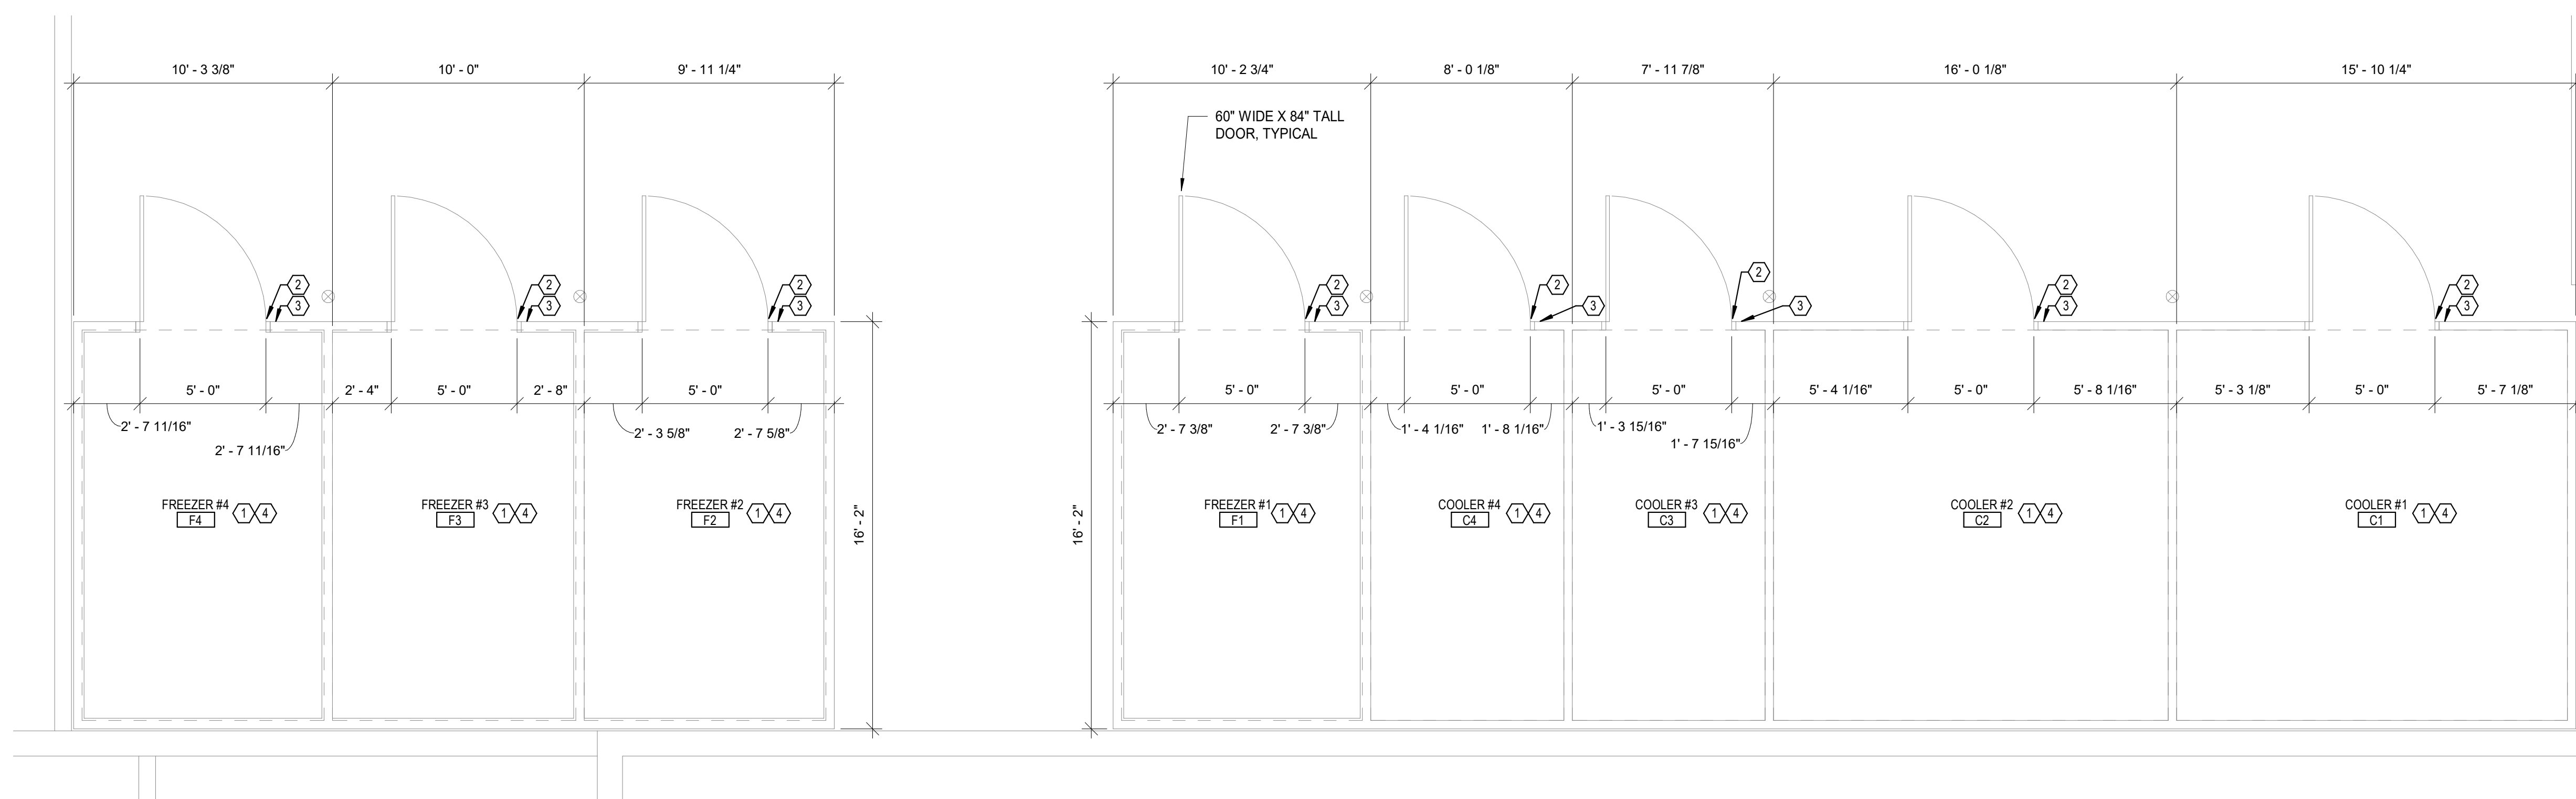 10' - 3 3/8"
10' - 0"
9' - 11 1/4"
10' - 2 3/4"
8' - 0 1/8"
7' - 11 7/8"
16' - 0 1/8"
15' - 10 1/4"
60" WIDE X 84" TALL
DOOR, TYPICAL
2
3
2
3
2
3
2
3
2
3
2
3
2
3
2
3
5' - 0"
2' - 4"
5' - 0"
2' - 8"
5' - 0"
5' - 0"
5' - 0"
5' - 0"
5' - 4 1/16"
5' - 0"
5' - 8 1/16"
5' - 3 1/8"
5' - 0"
5' - 7 1/8"
2' - 7 11/16"
2' - 7 11/16"
2' - 3 5/8"
2' - 7 5/8"
2' - 7 3/8"
2' - 7 3/8"
1' - 4 1/16"
1' - 8 1/16"
1' - 3 15/16"
1' - 7 15/16"
FREEZER #4
F4
1 4
FREEZER #3
F3
1 4
FREEZER #2
F2
1 4
16' - 2"
16' - 2"
FREEZER #1
F1
1 4
COOLER #4
C4
1 4
COOLER #3
C3
1 4
COOLER #2
C2
1 4
COOLER #1
C1
1 4